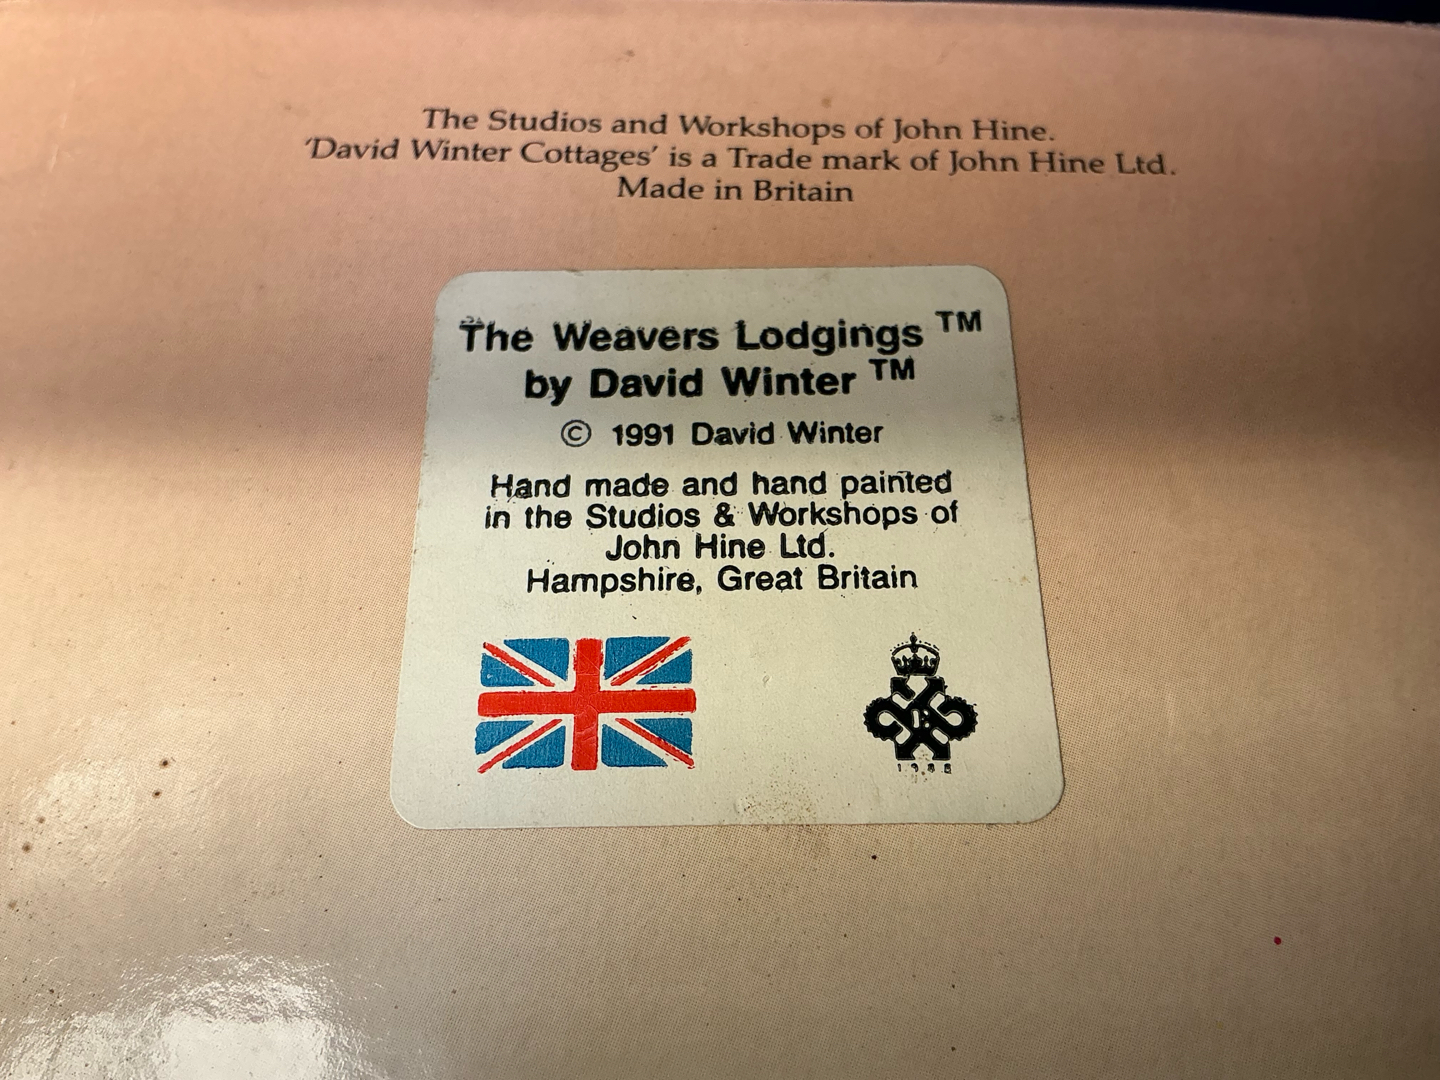 The Studios and Workshops of John Hine.
'David Winter Cottages' is a Trade mark of John Hine Ltd.
Made in Britain
The Weavers Lodgings ™
by David Winter ™
© 1991 David Winter
Hand made and hand painted
in the Studios & Workshops of
John Hine Ltd.
Hampshire, Great Britain